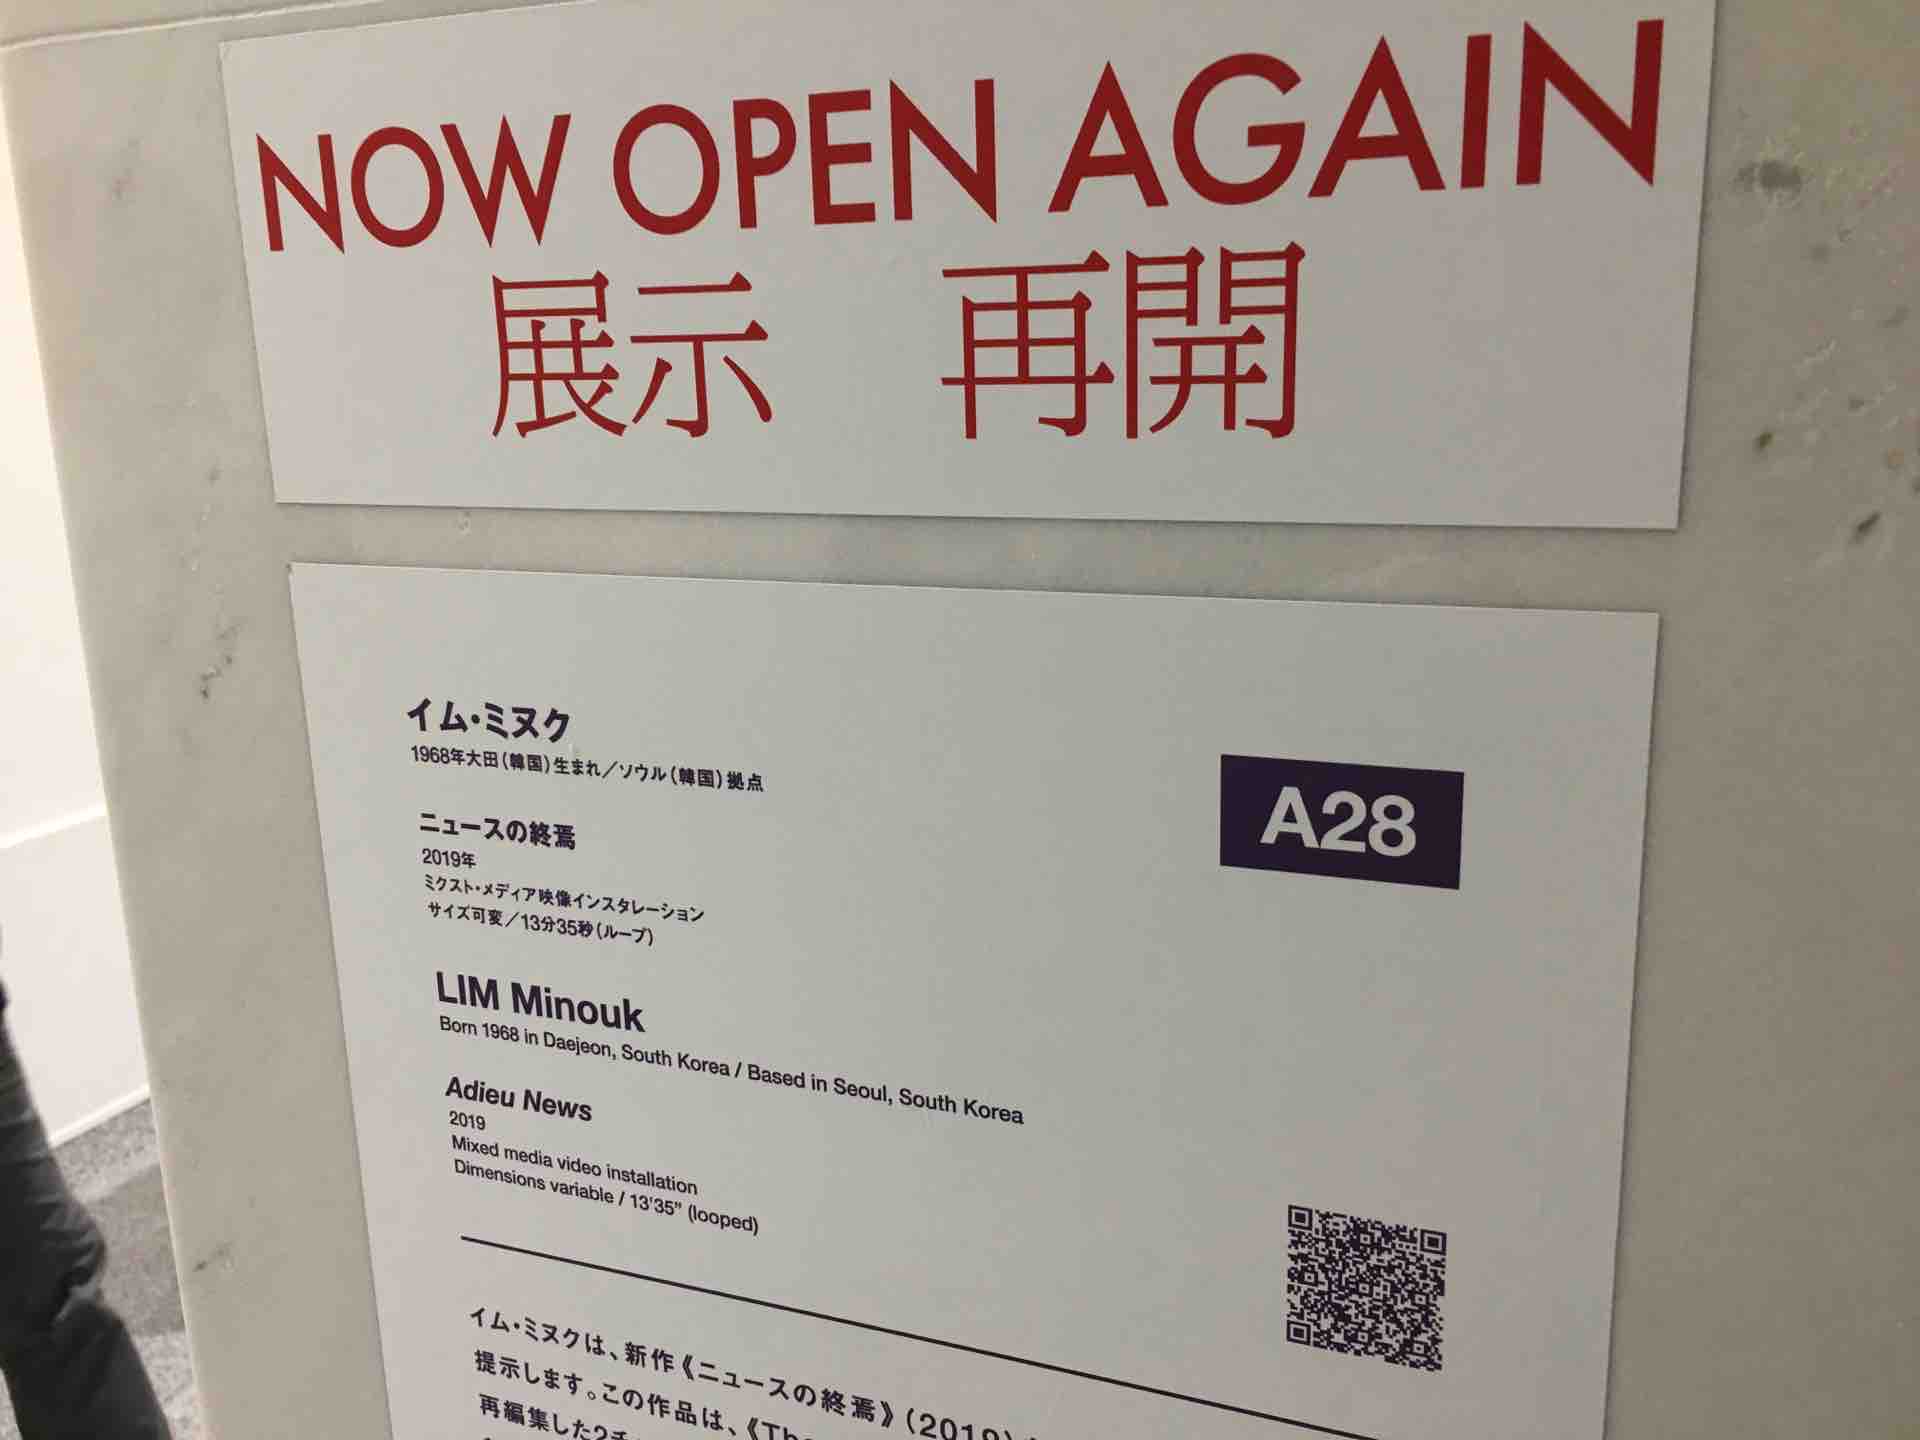 NOW OPEN AGAIN
展示 再開
イム・ミヌク
1968年大田（韓国）生まれ／ソウル（韓国）拠点
A28
ニュースの終焉
2019年
ミクスト・メディア映像インスタレーション
サイズ可変／13分35秒（ループ）
LIM Minouk
Born 1968 in Daejeon, South Korea / Based in Seoul, South Korea
Adieu News
2019
Mixed media video installation
Dimensions variable / 13'35” (looped)
イム・ミヌクは、新作《ニュースの終焉》（2019）
提示します。この作品は、《The
再編集した2チ